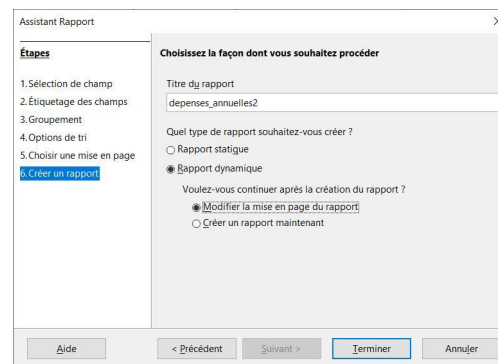 Assistant Rapport
Étapes
1.Sélection de champ
2.Étiquetage des champs
3.Groupement
4.Options de tri
5.Choisir une mise en page
6.Créer un rapport
Choisissez la façon dont vous souhaitez procéder
Titre du rapport
depenses_annuelles2
Quel type de rapport souhaitez-vous créer ?
Rapport statique
Rapport dynamique
Voulez-vous continuer après la création du rapport ?
Modifier la mise en page du rapport
Créer un rapport maintenant
Aide
< Précédent
Suivant >
Terminer
Annuler